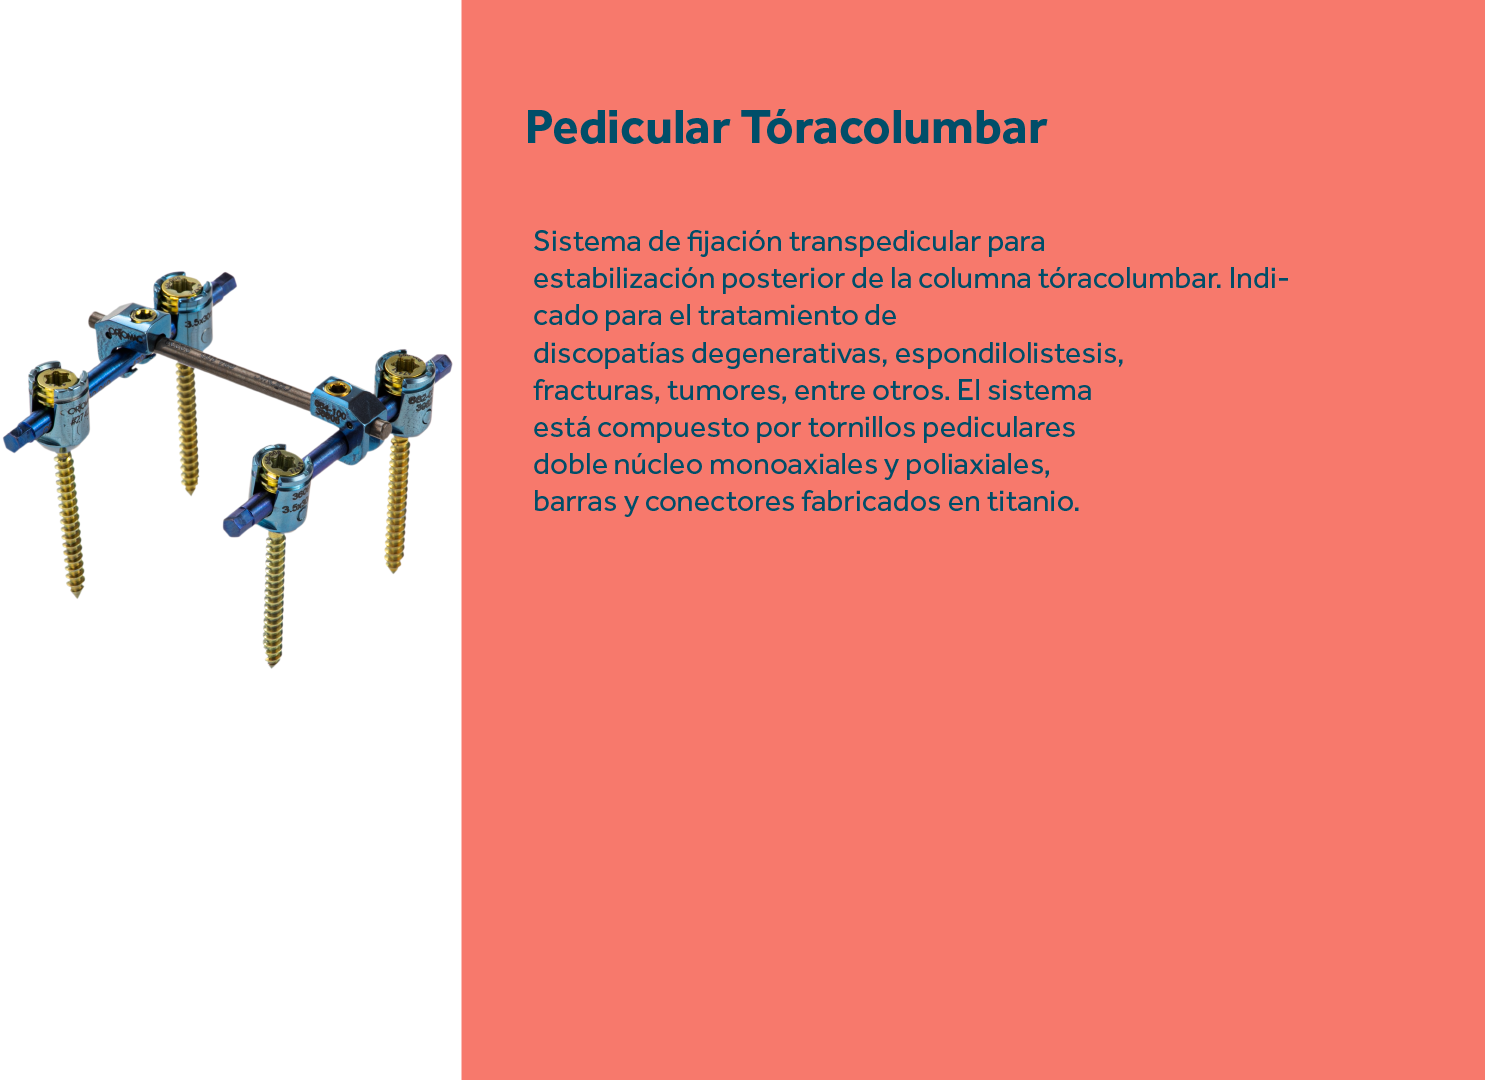 Pedicular Tóracolumbar
Sistema de fijación transpedicular para
estabilización posterior de la columna tóracolumbar. Indi-
cado para el tratamiento de
discopatías degenerativas, espondilolistesis,
fracturas, tumores, entre otros. El sistema
está compuesto por tornillos pediculares
doble núcleo monoaxiales y poliaxiales,
barras y conectores fabricados en titanio.